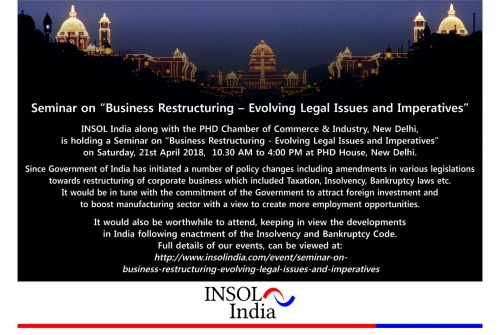 Seminar on “Business Restructuring – Evolving Legal Issues and Imperatives”
INSOL India along with the PHD Chamber of Commerce & Industry, New Delhi,
is holding a Seminar on “Business Restructuring - Evolving Legal Issues and Imperatives”
on Saturday, 21st April 2018,  10.30 AM to 4:00 PM at PHD House, New Delhi.
Since Government of India has initiated a number of policy changes including amendments in various legislations
towards restructuring of corporate business which included Taxation, Insolvency, Bankruptcy laws etc.
It would be in tune with the commitment of the Government to attract foreign investment and
to boost manufacturing sector with a view to create more employment opportunities.
It would also be worthwhile to attend, keeping in view the developments
in India following enactment of the Insolvency and Bankruptcy Code.
Full details of our events, can be viewed at:
http://www.insolindia.com/event/seminar-on-
business-restructuring-evolving-legal-issues-and-imperatives
INSOL
India